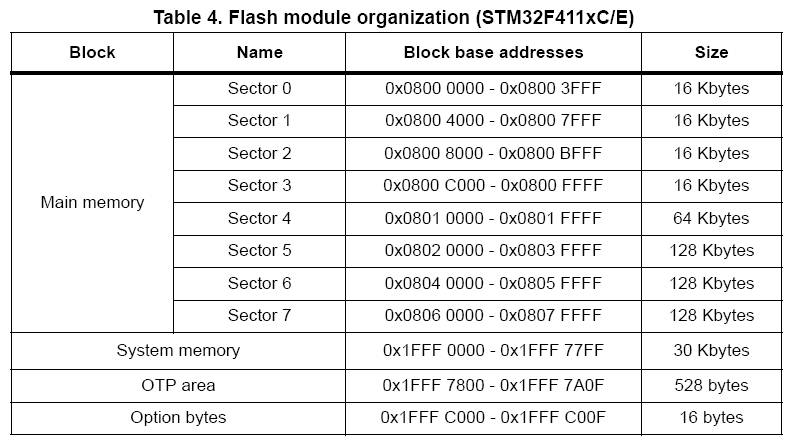 Table 4. Flash module organization (STM32F411xC/E)
Block Name Block base addresses Size
Main memory
Sector 0 0x0800 0000 - 0x0800 3FFF 16 Kbytes
Sector 1 0x0800 4000 - 0x0800 7FFF 16 Kbytes
Sector 2 0x0800 8000 - 0x0800 BFFF 16 Kbytes
Sector 3 0x0800 C000 - 0x0800 FFFF 16 Kbytes
Sector 4 0x0801 0000 - 0x0801 FFFF 64 Kbytes
Sector 5 0x0802 0000 - 0x0803 FFFF 128 Kbytes
Sector 6 0x0804 0000 - 0x0805 FFFF 128 Kbytes
Sector 7 0x0806 0000 - 0x0807 FFFF 128 Kbytes
System memory 0x1FFF 0000 - 0x1FFF 77FF 30 Kbytes
OTP area 0x1FFF 7800 - 0x1FFF 7A0F 528 bytes
Option bytes 0x1FFF C000 - 0x1FFF C00F 16 bytes